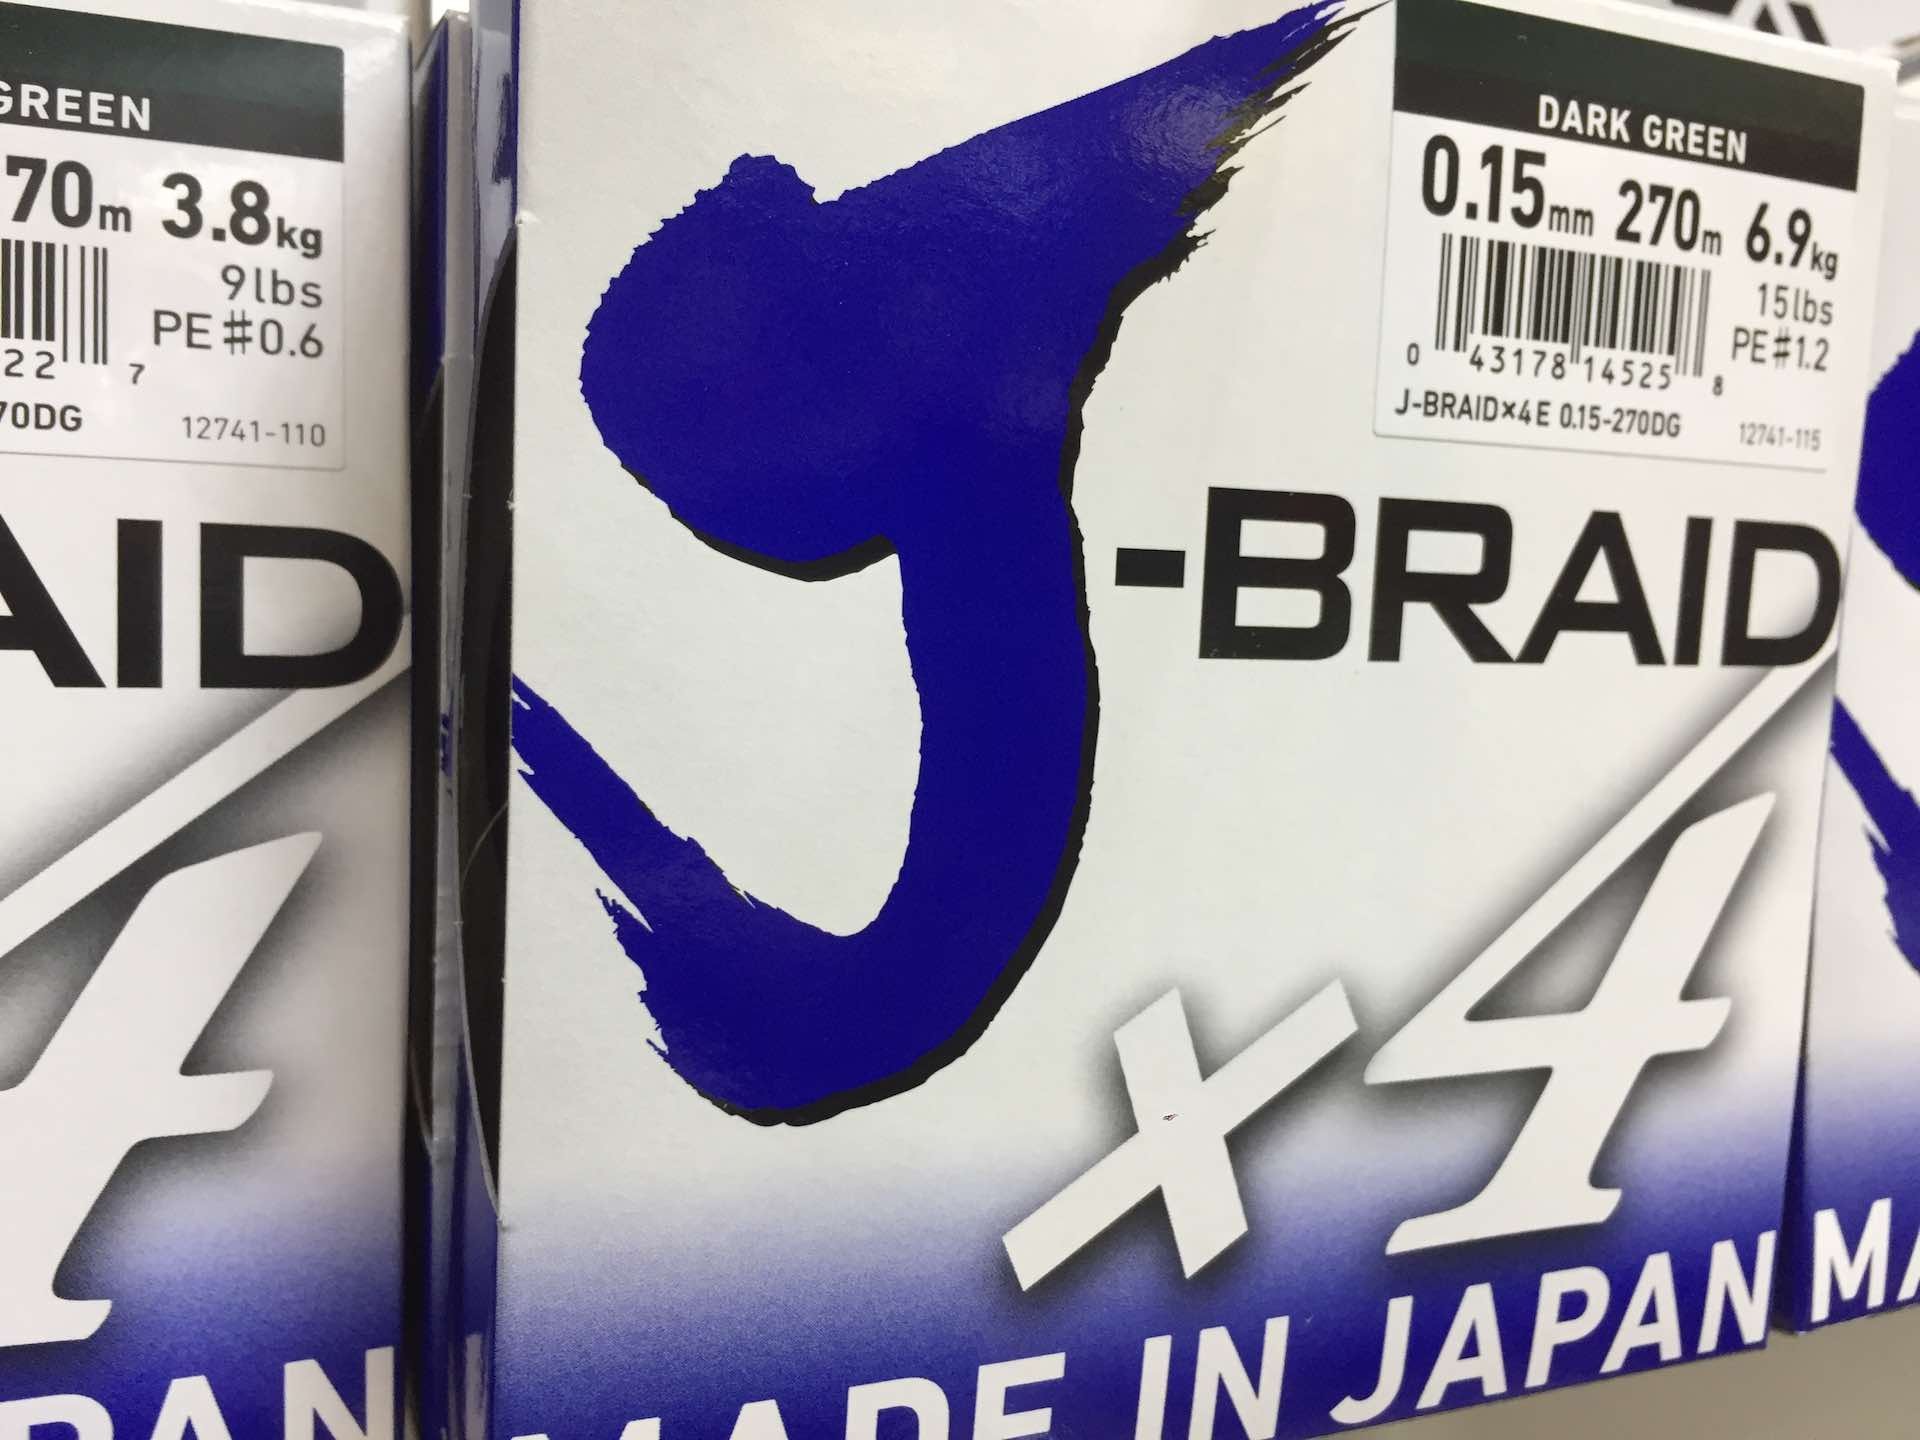 GREEN
70m 3.8kg
9lbs
PE#0.6
22 7
70DG 12741-110
AID
4
PAN
DARK GREEN
0.15mm 270m 6.9kg
15lbs
PE#1.2
0 43178 14525 8
J-BRAID×4E 0.15-270DG 12741-115
J-BRAID
×4
MADE IN JAPAN
MA